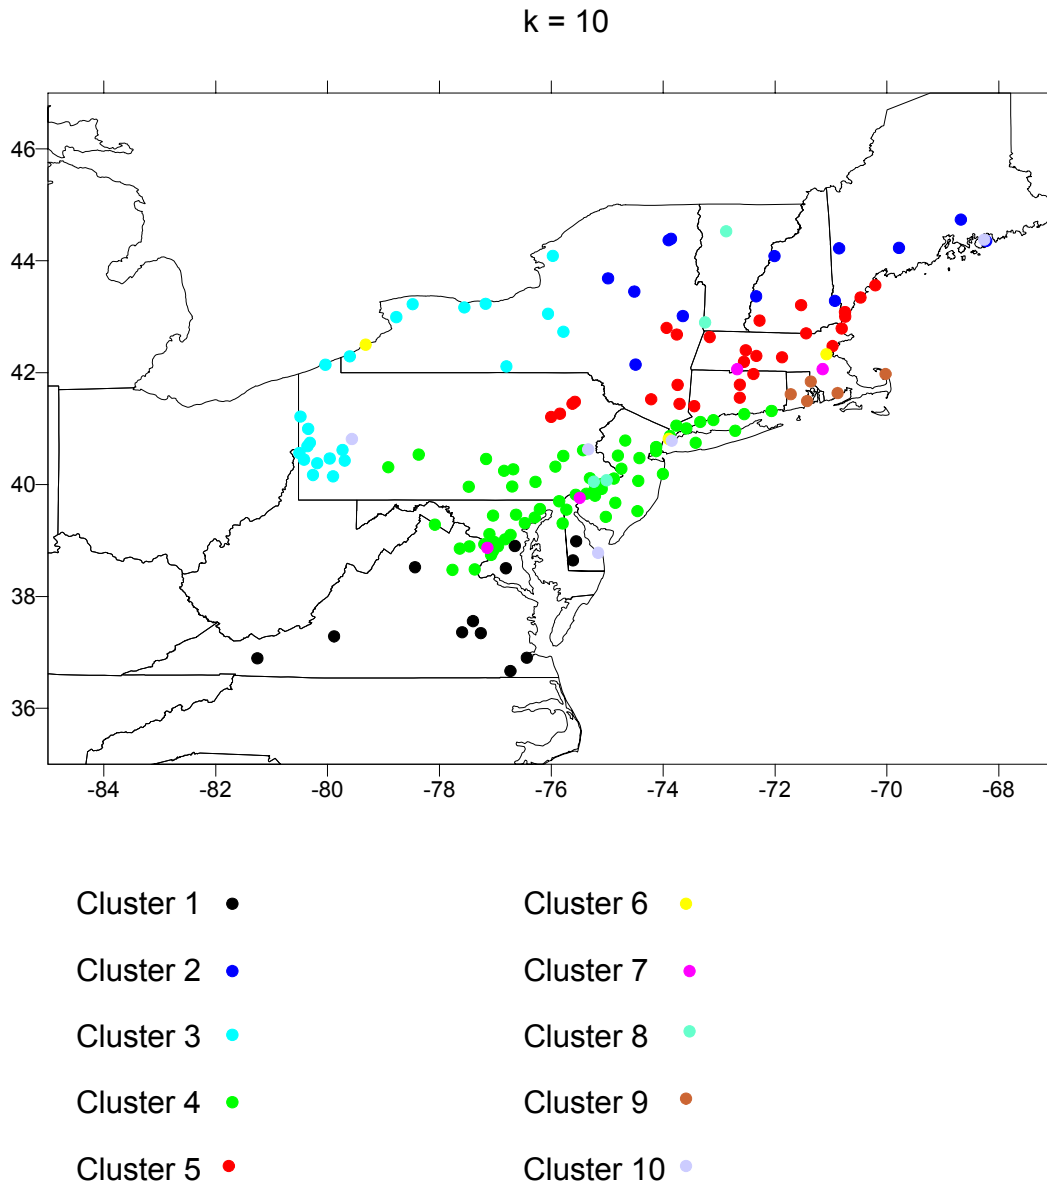 k = 10
-84 -82 -80 -78 -76 -74 -72 -70 -68
46
44
42
40
38
36
Cluster 1
Cluster 2
Cluster 3
Cluster 4
Cluster 5
Cluster 6
Cluster 7
Cluster 8
Cluster 9
Cluster 10